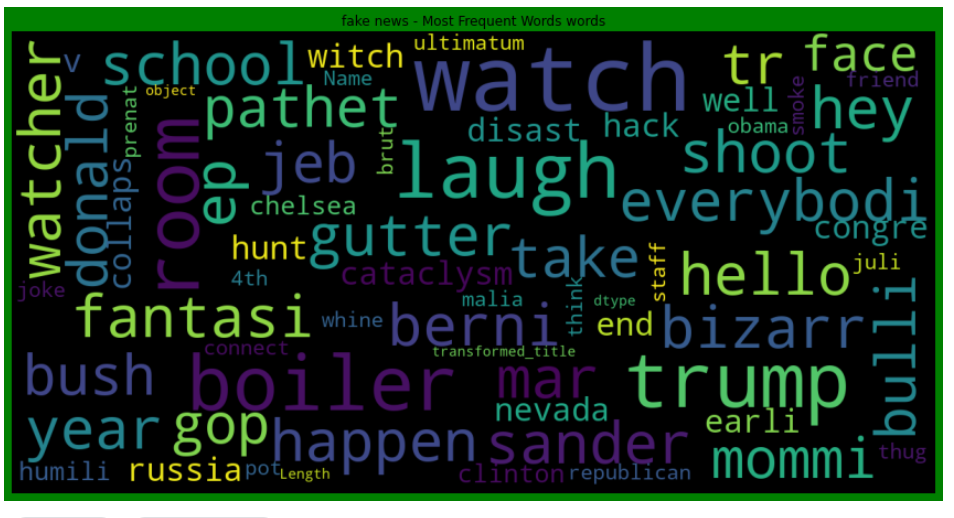 fake news - Most Frequent Words words
watcher
v
school
witch
ultimatum
watch
tr
face
Name
friend
object
donald
prenat
room
pathet
ep
jeb
brut
disast
hack
well
obama
smoke
hey
laugh
shoot
everybodi
collaps
chelsea
hunt
gutter
take
congre
4th
cataclysm
staff
hello
juli
joke
malia
think
dtype
bulli
fantasi
whine
berni
end
bizarr
connect
transformed_title
bush
boiler
mar
trump
nevada
earli
year
gop
happen
sander
mommi
thug
humili
russia
pot
Length
clinton
republican